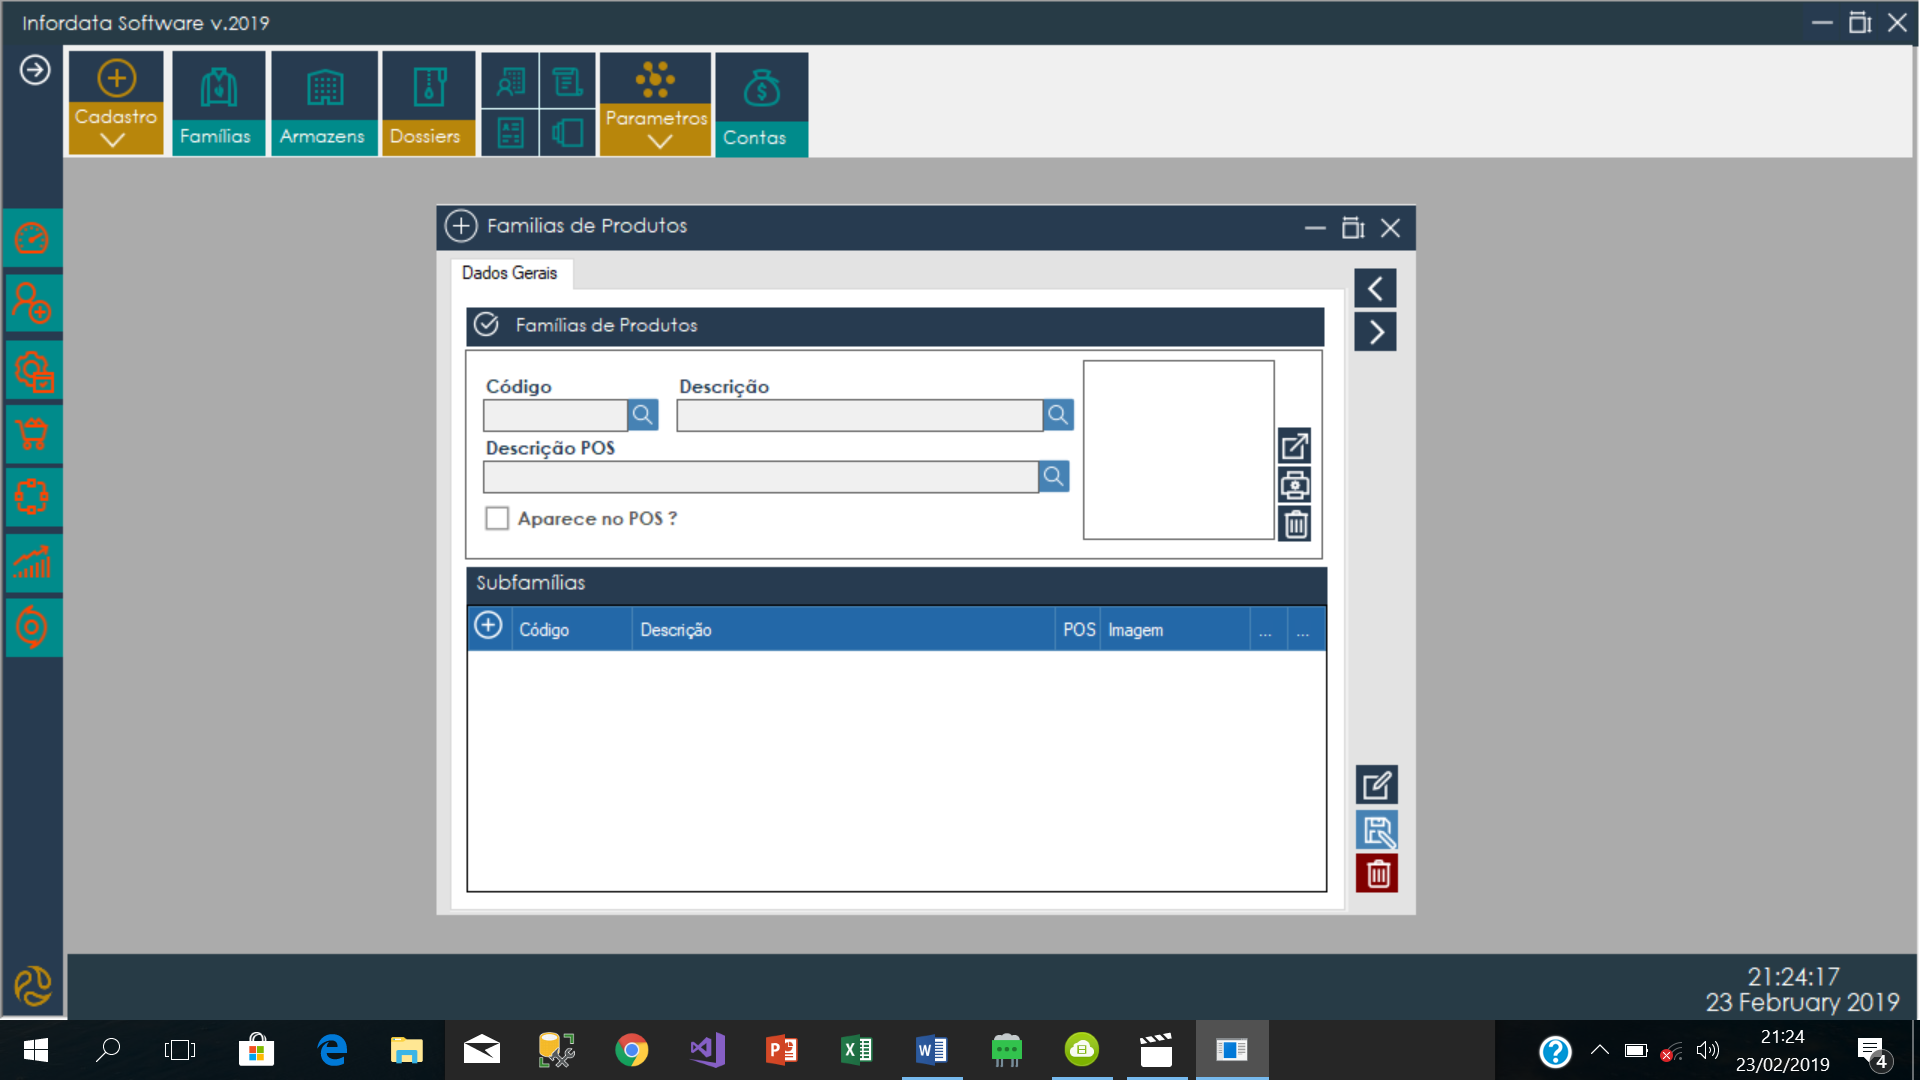 Infordata Software v.2019
Cadastro
Famílias
Armazens
Dossiers
Parametros
Contas
Familias de Produtos
Dados Gerais
Famílias de Produtos
Código
Descrição
Descrição POS
Aparece no POS ?
Subfamílias
Código
Descrição
POS
Imagem
...
...
21:24:17
23 February 2019
21:24
23/02/2019
4